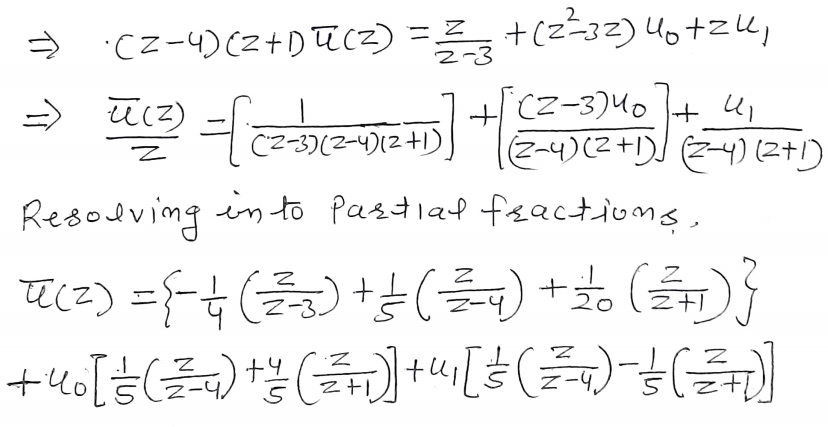 ⇒ (z-4)(z+1) ū(z) = z/(z-3) + (z²-3z) u₀ + z u₁
⇒ ū(z)/z = [1/((z-3)(z-4)(z+1))] + [(z-3)u₀/((z-4)(z+1))] + u₁/((z-4)(z+1))
Resolving in to Partial fractions,
ū(z) = {-1/4 (z/(z-3)) + 1/5 (z/(z-4)) + 1/20 (z/(z+1))}
+ u₀[1/5 (z/(z-4)) + 4/5 (z/(z+1))] + u₁[1/5 (z/(z-4)) - 1/5 (z/(z+1))]